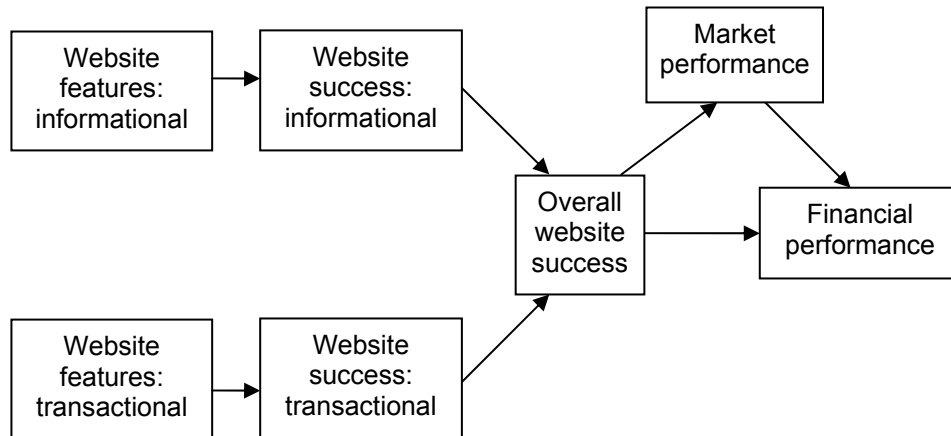 Website
features:
informational
Website
success:
informational
Market
performance
Overall
website
success
Financial
performance
Website
features:
transactional
Website
success:
transactional